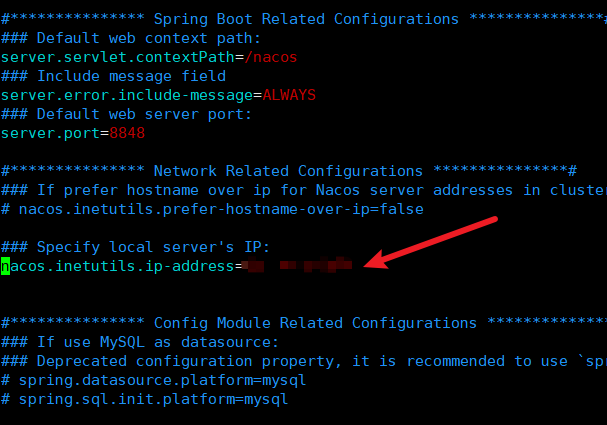 #*************** Spring Boot Related Configurations ***************#
### Default web context path:
server.servlet.contextPath=/nacos
### Include message field
server.error.include-message=ALWAYS
### Default web server port:
server.port=8848
#*************** Network Related Configurations ***************#
### If prefer hostname over ip for Nacos server addresses in cluster
# nacos.inetutils.prefer-hostname-over-ip=false
### Specify local server's IP:
nacos.inetutils.ip-address=
#*************** Config Module Related Configurations ***************
### If use MySQL as datasource:
### Deprecated configuration property, it is recommended to use `spr
# spring.datasource.platform=mysql
# spring.sql.init.platform=mysql